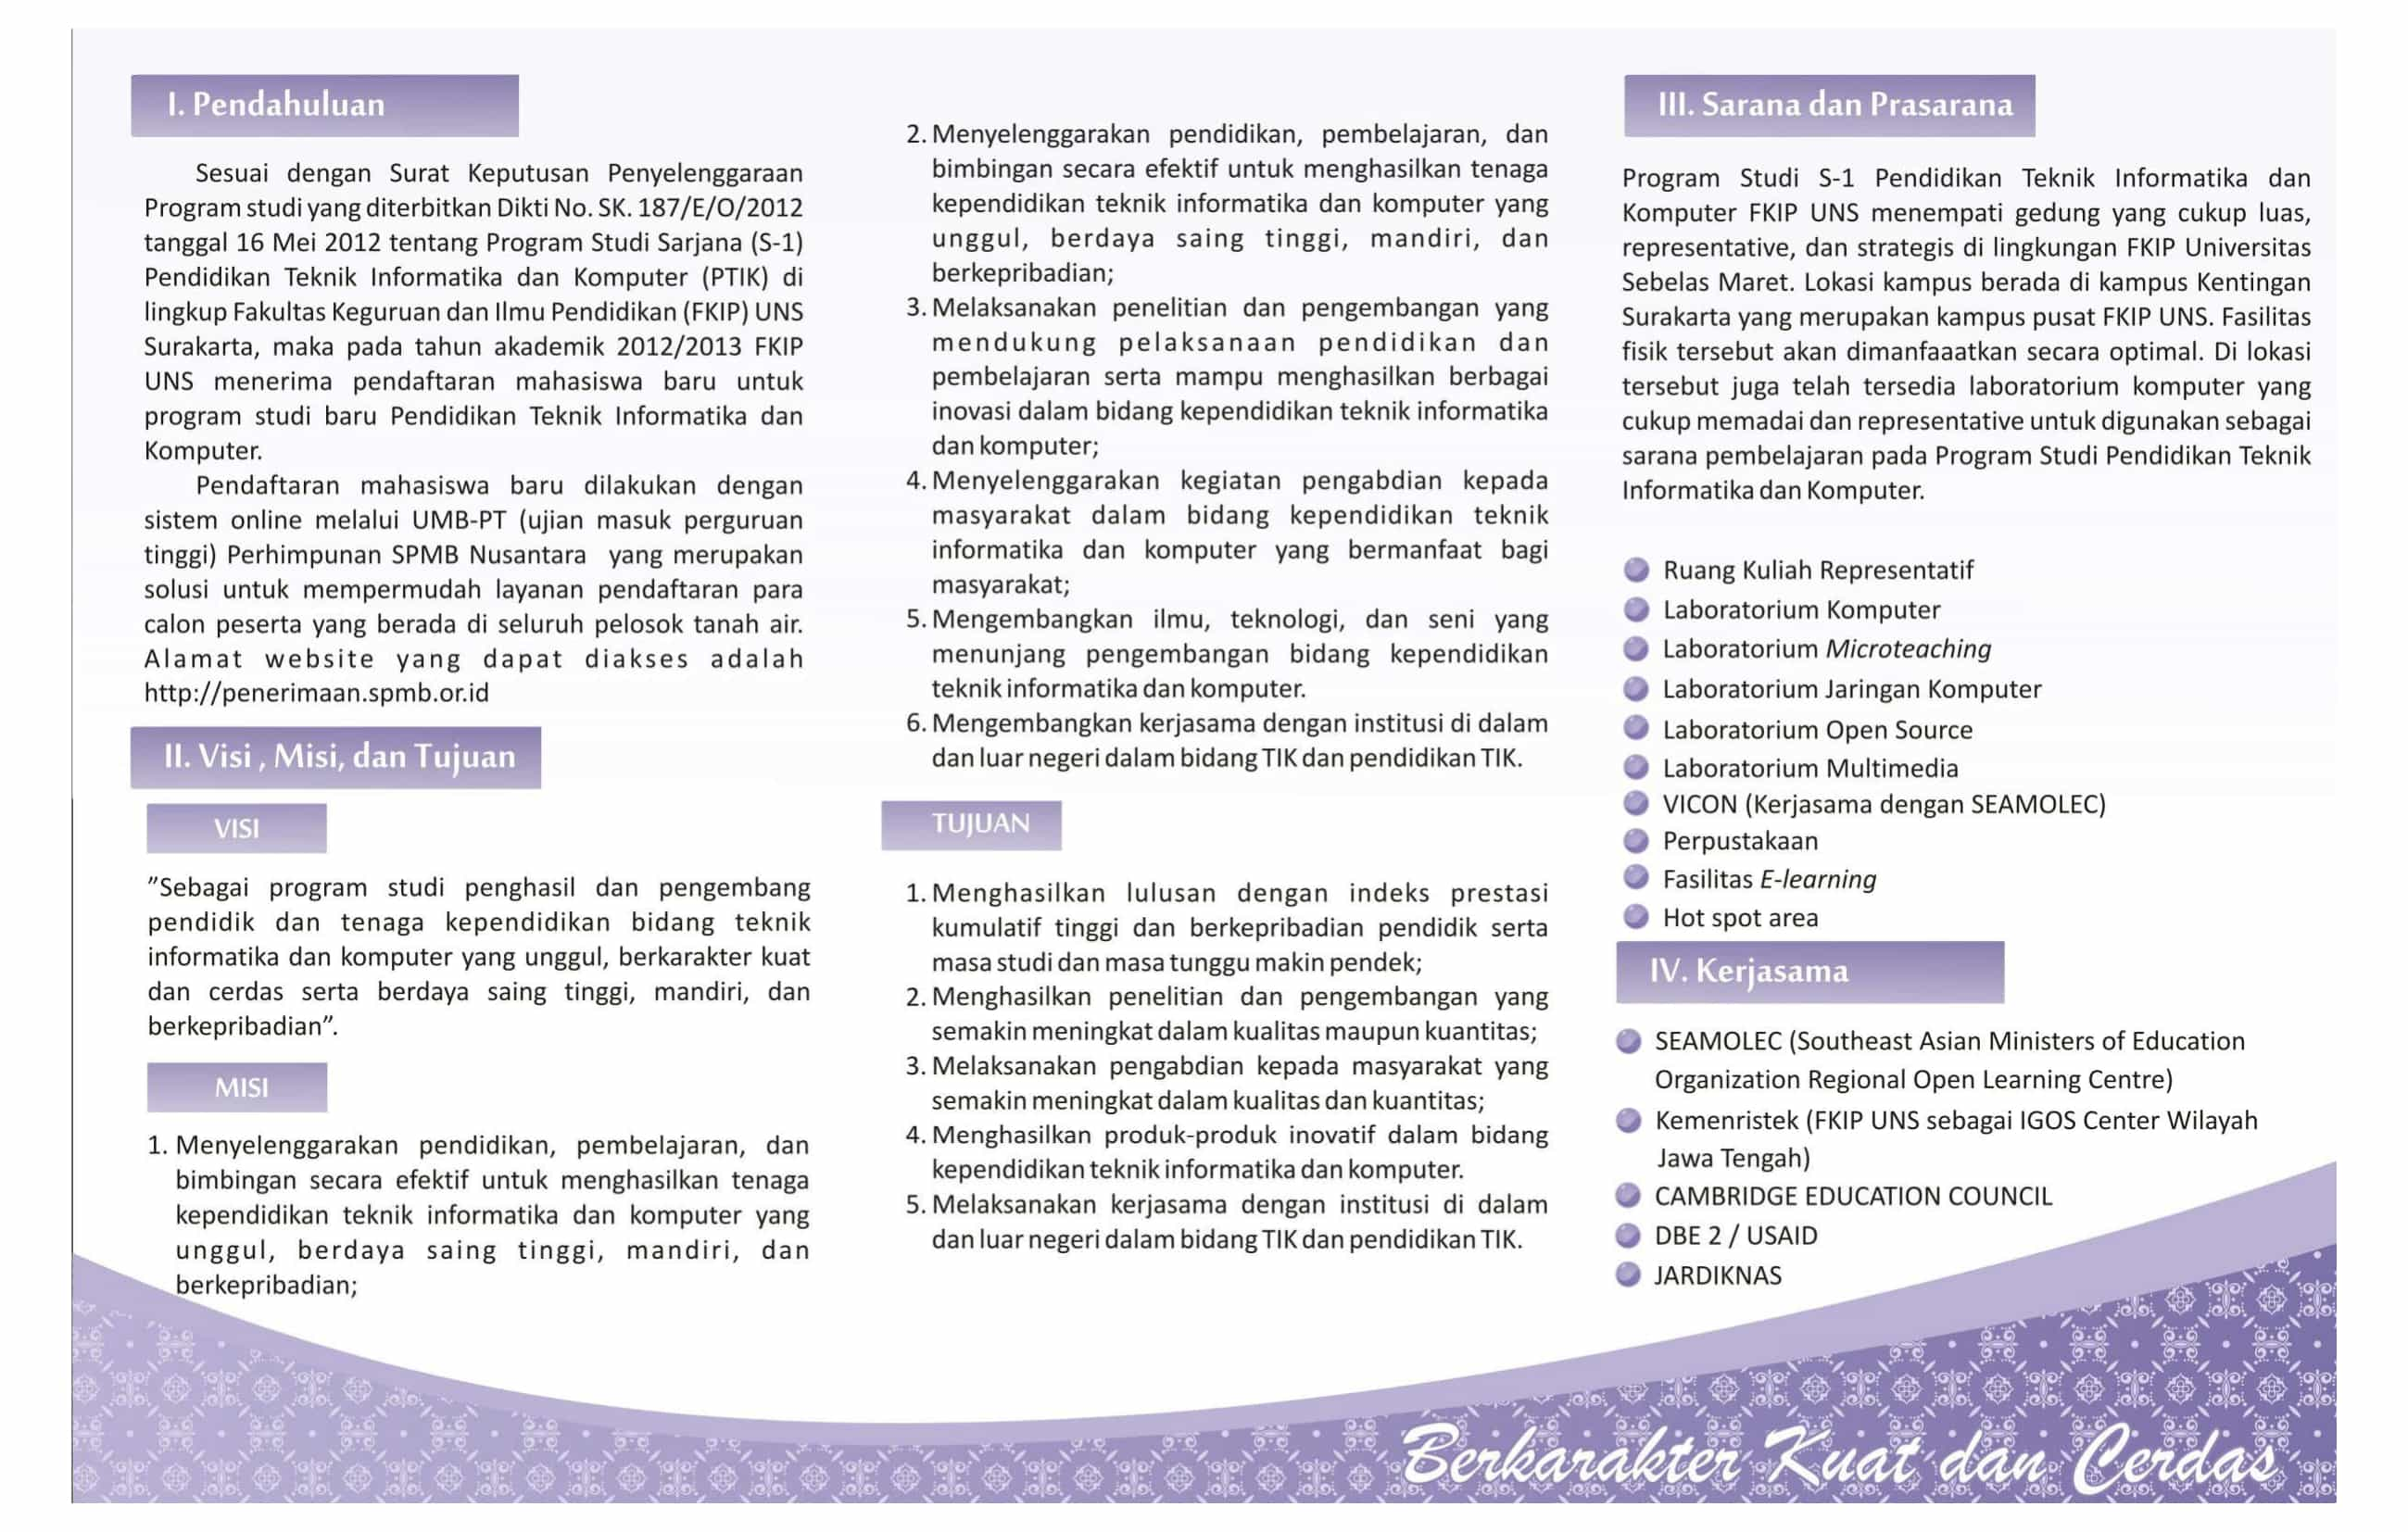 I. Pendahuluan
Sesuai dengan Surat Keputusan Penyelenggaraan
Program studi yang diterbitkan Dikti No. SK. 187/E/O/2012
tanggal 16 Mei 2012 tentang Program Studi Sarjana (S-1)
Pendidikan Teknik Informatika dan Komputer (PTIK) di
lingkup Fakultas Keguruan dan Ilmu Pendidikan (FKIP) UNS
Surakarta, maka pada tahun akademik 2012/2013 FKIP
UNS menerima pendaftaran mahasiswa baru untuk
program studi baru Pendidikan Teknik Informatika dan
Komputer.
Pendaftaran mahasiswa baru dilakukan dengan
sistem online melalui UMB-PT (ujian masuk perguruan
tinggi) Perhimpunan SPMB Nusantara yang merupakan
solusi untuk mempermudah layanan pendaftaran para
calon peserta yang berada di seluruh pelosok tanah air.
Alamat website yang dapat diakses adalah
http://penerimaan.spmb.or.id
II. Visi , Misi, dan Tujuan
VISI
"Sebagai program studi penghasil dan pengembang
pendidik dan tenaga kependidikan bidang teknik
informatika dan komputer yang unggul, berkarakter kuat
dan cerdas serta berdaya saing tinggi, mandiri, dan
berkepribadian".
MISI
1. Menyelenggarakan pendidikan, pembelajaran, dan
bimbingan secara efektif untuk menghasilkan tenaga
kependidikan teknik informatika dan komputer yang
unggul, berdaya saing tinggi, mandiri, dan
berkepribadian;
2. Menyelenggarakan pendidikan, pembelajaran, dan
bimbingan secara efektif untuk menghasilkan tenaga
kependidikan teknik informatika dan komputer yang
unggul, berdaya saing tinggi, mandiri, dan
berkepribadian;
3. Melaksanakan penelitian dan pengembangan yang
mendukung pelaksanaan pendidikan dan
pembelajaran serta mampu menghasilkan berbagai
inovasi dalam bidang kependidikan teknik informatika
dan komputer;
4. Menyelenggarakan kegiatan pengabdian kepada
masyarakat dalam bidang kependidikan teknik
informatika dan komputer yang bermanfaat bagi
masyarakat;
5. Mengembangkan ilmu, teknologi, dan seni yang
menunjang pengembangan bidang kependidikan
teknik informatika dan komputer.
6. Mengembangkan kerjasama dengan institusi di dalam
dan luar negeri dalam bidang TIK dan pendidikan TIK.
TUJUAN
1. Menghasilkan lulusan dengan indeks prestasi
kumulatif tinggi dan berkepribadian pendidik serta
masa studi dan masa tunggu makin pendek;
2. Menghasilkan penelitian dan pengembangan yang
semakin meningkat dalam kualitas maupun kuantitas;
3. Melaksanakan pengabdian kepada masyarakat yang
semakin meningkat dalam kualitas dan kuantitas;
4. Menghasilkan produk-produk inovatif dalam bidang
kependidikan teknik informatika dan komputer.
5. Melaksanakan kerjasama dengan institusi di dalam
dan luar negeri dalam bidang TIK dan pendidikan TIK.
III. Sarana dan Prasarana
Program Studi S-1 Pendidikan Teknik Informatika dan
Komputer FKIP UNS menempati gedung yang cukup luas,
representative, dan strategis di lingkungan FKIP Universitas
Sebelas Maret. Lokasi kampus berada di kampus Kentingan
Surakarta yang merupakan kampus pusat FKIP UNS. Fasilitas
fisik tersebut akan dimanfaaatkan secara optimal. Di lokasi
tersebut juga telah tersedia laboratorium komputer yang
cukup memadai dan representative untuk digunakan sebagai
sarana pembelajaran pada Program Studi Pendidikan Teknik
Informatika dan Komputer.
Ruang Kuliah Representatif
Laboratorium Komputer
Laboratorium Microteaching
Laboratorium Jaringan Komputer
Laboratorium Open Source
Laboratorium Multimedia
VICON (Kerjasama dengan SEAMOLEC)
Perpustakaan
Fasilitas E-learning
Hot spot area
IV. Kerjasama
SEAMOLEC (Southeast Asian Ministers of Education
Organization Regional Open Learning Centre)
Kemenristek (FKIP UNS sebagai IGOS Center Wilayah
Jawa Tengah)
CAMBRIDGE EDUCATION COUNCIL
DBE 2 / USAID
JARDIKNAS
Berkarakter Kuat dan Cerdas